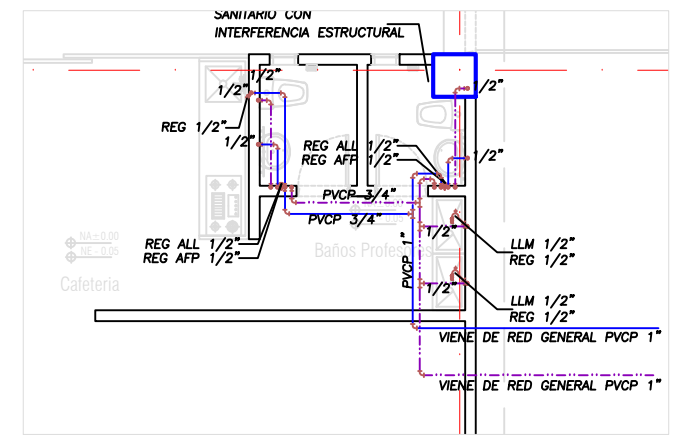 SANITARIO CON
INTERFERENCIA ESTRUCTURAL
1/2"
1/2"
1/2"
REG 1/2"
1/2"
REG ALL 1/2"
REG AFP 1/2"
1/2"
PVCP 3/4"
PVCP 3/4"
REG ALL 1/2"
REG AFP 1/2"
NA±0.00
NE - 0.05
Baños Profesores
PVCP 1"
1/2"
LLM 1/2"
REG 1/2"
Cafeteria
1/2"
LLM 1/2"
REG 1/2"
VIENE DE RED GENERAL PVCP 1"
VIENE DE RED GENERAL PVCP 1"